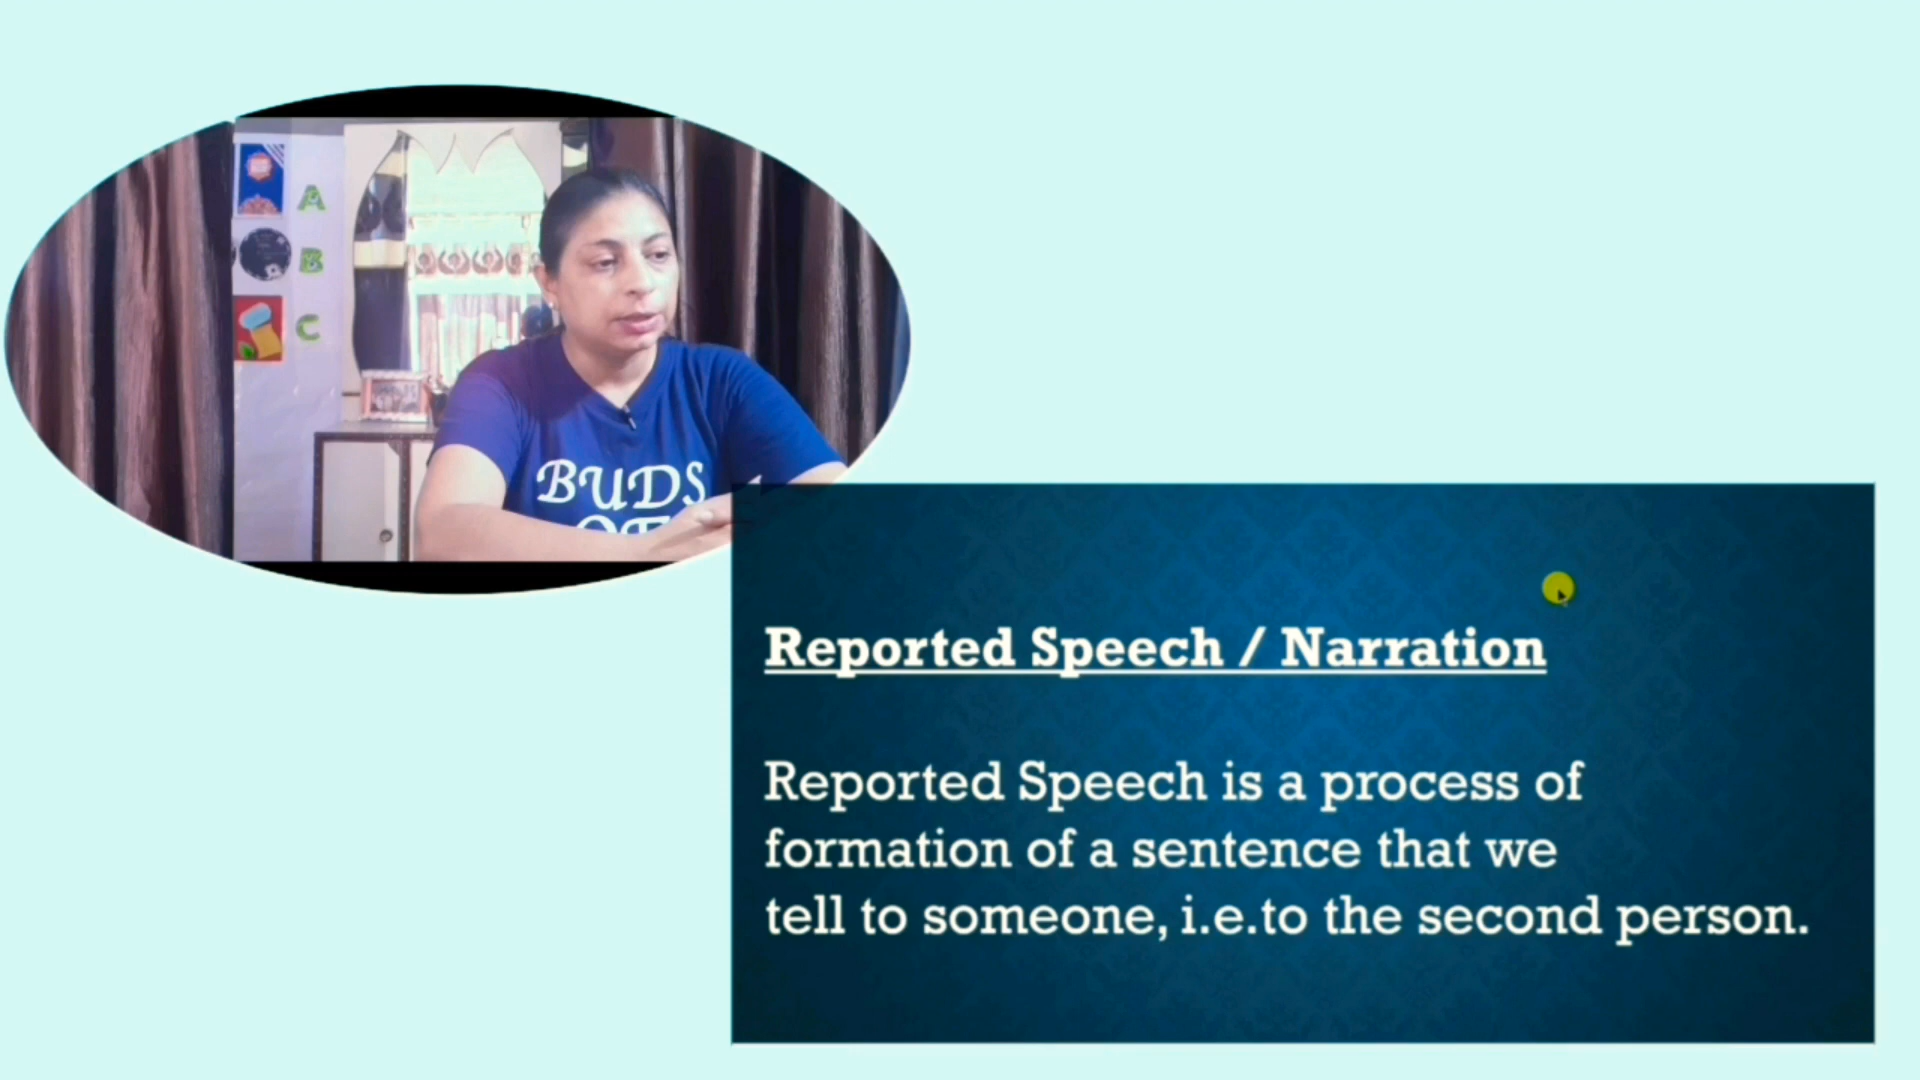 A
B
C
BUDS
OF
Reported Speech / Narration
Reported Speech is a process of
formation of a sentence that we
tell to someone, i.e.to the second person.